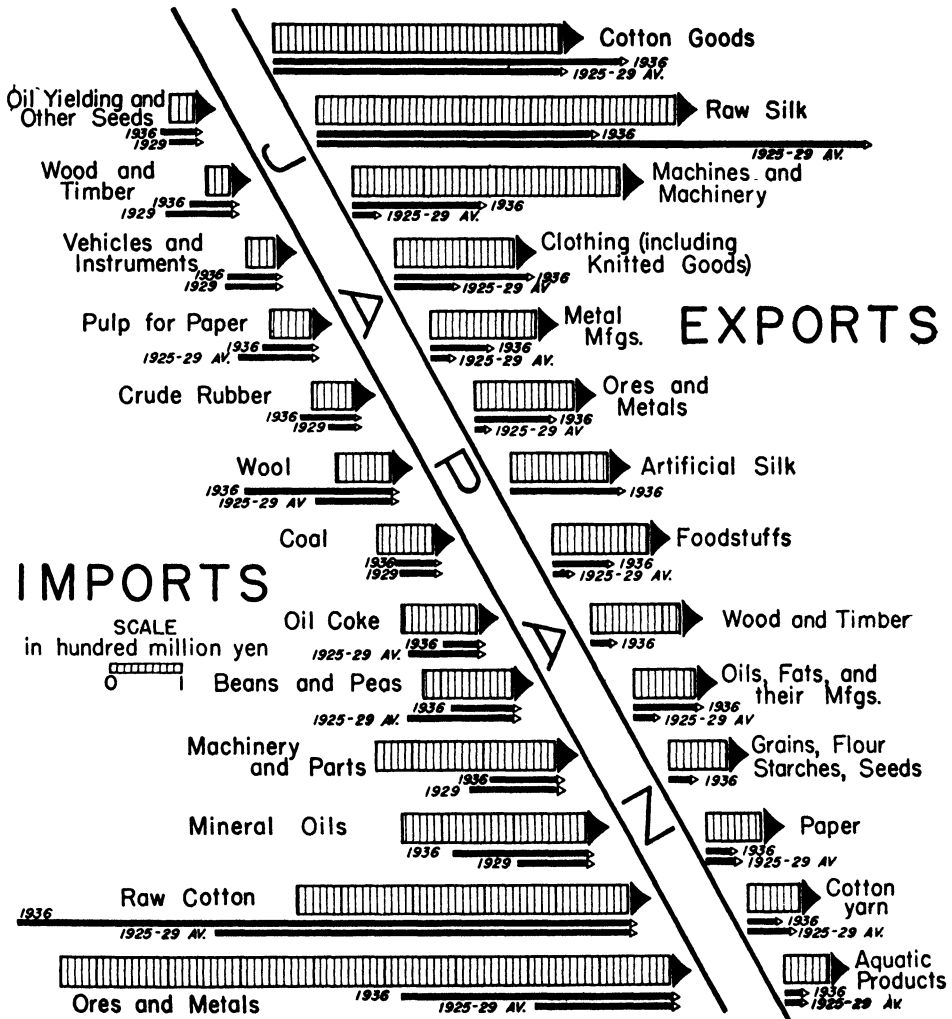 Cotton Goods
1936
1925-29 AV.
Oil Yielding and
Other Seeds
1936
1929
Raw Silk
1936
1925-29 AV.
J
Wood and
Timber
1936
1929
Machines and
Machinery
1936
1925-29 AV.
Vehicles and
Instruments
1936
1929
Clothing (including
Knitted Goods)
1936
1925-29 AV
A
Pulp for Paper
1936
1925-29 AV.
Metal
Mfgs.
1936
1925-29 AV.
EXPORTS
Crude Rubber
1936
1929
Ores and
Metals
1936
1925-29 AV
P
Wool
1936
1925-29 AV
Artificial Silk
1936
Coal
1936
1929
Foodstuffs
1936
1925-29 AV.
IMPORTS
SCALE
in hundred million yen
0 1
Oil Coke
1936
1925-29 AV.
A
Wood and Timber
1936
Beans and Peas
1936
1925-29 AV.
Oils, Fats, and
their Mfgs.
1936
1925-29 AV
Machinery
and Parts
1936
1929
Grains, Flour
Starches, Seeds
1936
N
Mineral Oils
1936
1929
Paper
1936
1925-29 AV
Raw Cotton
1936
1925-29 AV.
Cotton
yarn
1936
1925-29 AV.
Ores and Metals
1936
1925-29 AV.
Aquatic
Products
1936
1925-29 AV.